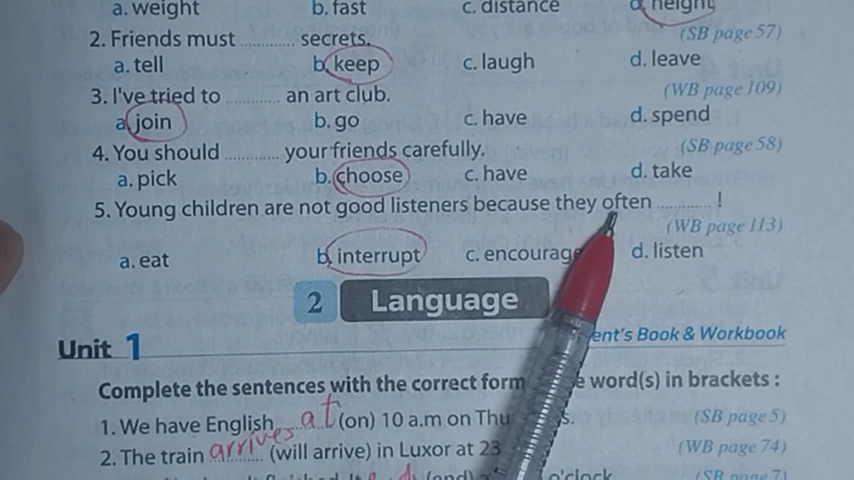 a. weight b. fast c. distance d. height
2. Friends must ............ secrets. (SB page 57)
a. tell b. keep c. laugh d. leave
3. I've tried to ............ an art club. (WB page 109)
a. join b. go c. have d. spend
4. You should ............ your friends carefully. (SB page 58)
a. pick b. choose c. have d. take
5. Young children are not good listeners because they often ............ !
(WB page 113)
a. eat b. interrupt c. encourage d. listen
2 Language
Unit 1 ent's Book & Workbook
Complete the sentences with the correct form word(s) in brackets :
1. We have English at (on) 10 a.m on Thu s. (SB page 5)
2. The train arrives (will arrive) in Luxor at 23 (WB page 74)
(and) o'clock (SB page 7)